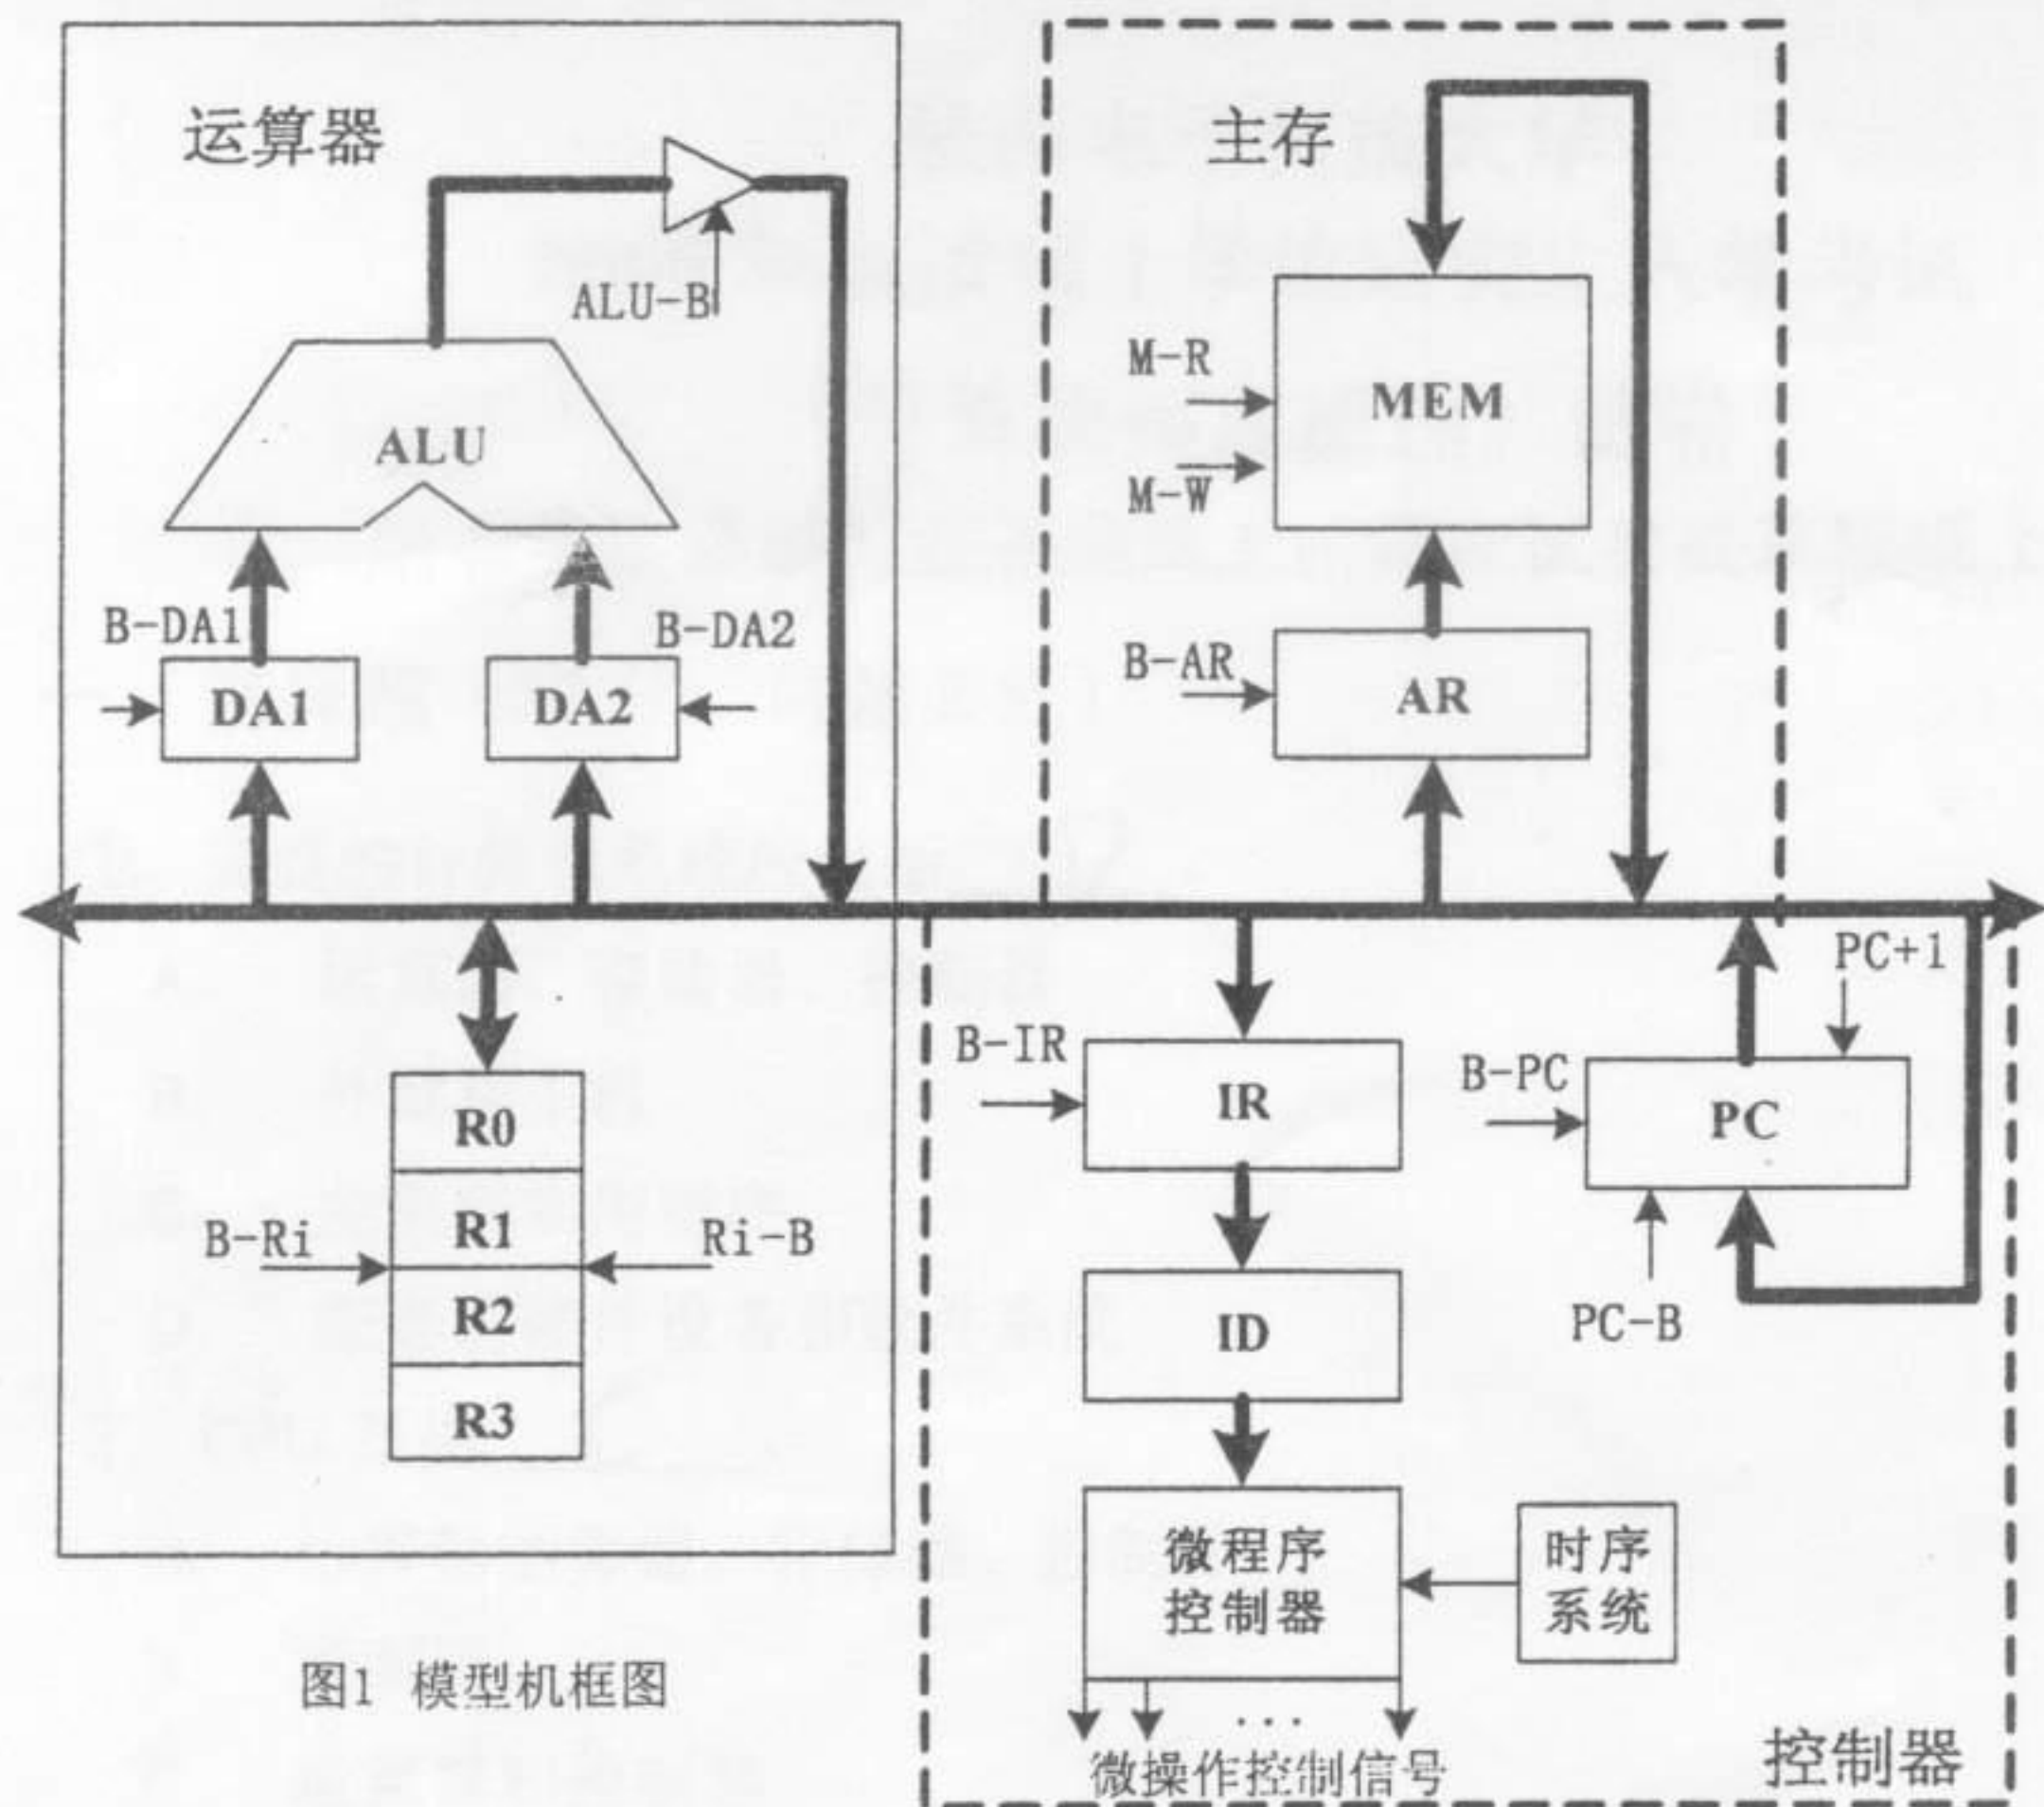 运算器
ALU-B
ALU
B-DA1
B-DA2
DA1
DA2
主存
M-R
M-W
MEM
B-AR
AR
R0
R1
R2
R3
B-Ri
Ri-B
图1 模型机框图
B-IR
IR
ID
PC+1
B-PC
PC
PC-B
微程序
控制器
时序
系统
...
微操作控制信号
控制器